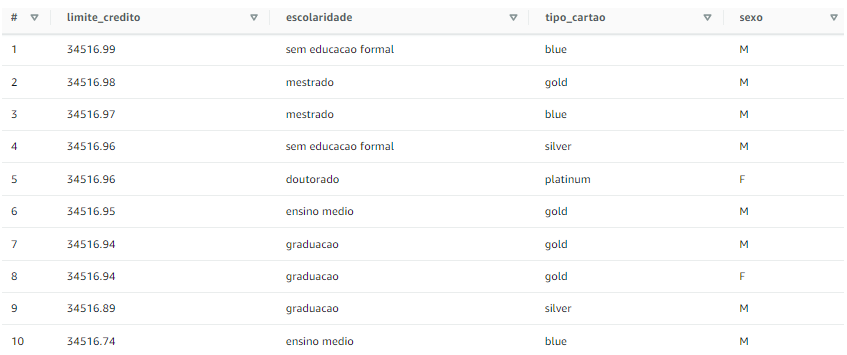 # limite_credito escolaridade tipo_cartao sexo
1 34516.99 sem educacao formal blue M
2 34516.98 mestrado gold M
3 34516.97 mestrado blue M
4 34516.96 sem educacao formal silver M
5 34516.96 doutorado platinum F
6 34516.95 ensino medio gold M
7 34516.94 graduacao gold M
8 34516.94 graduacao gold F
9 34516.89 graduacao silver M
10 34516.74 ensino medio blue M